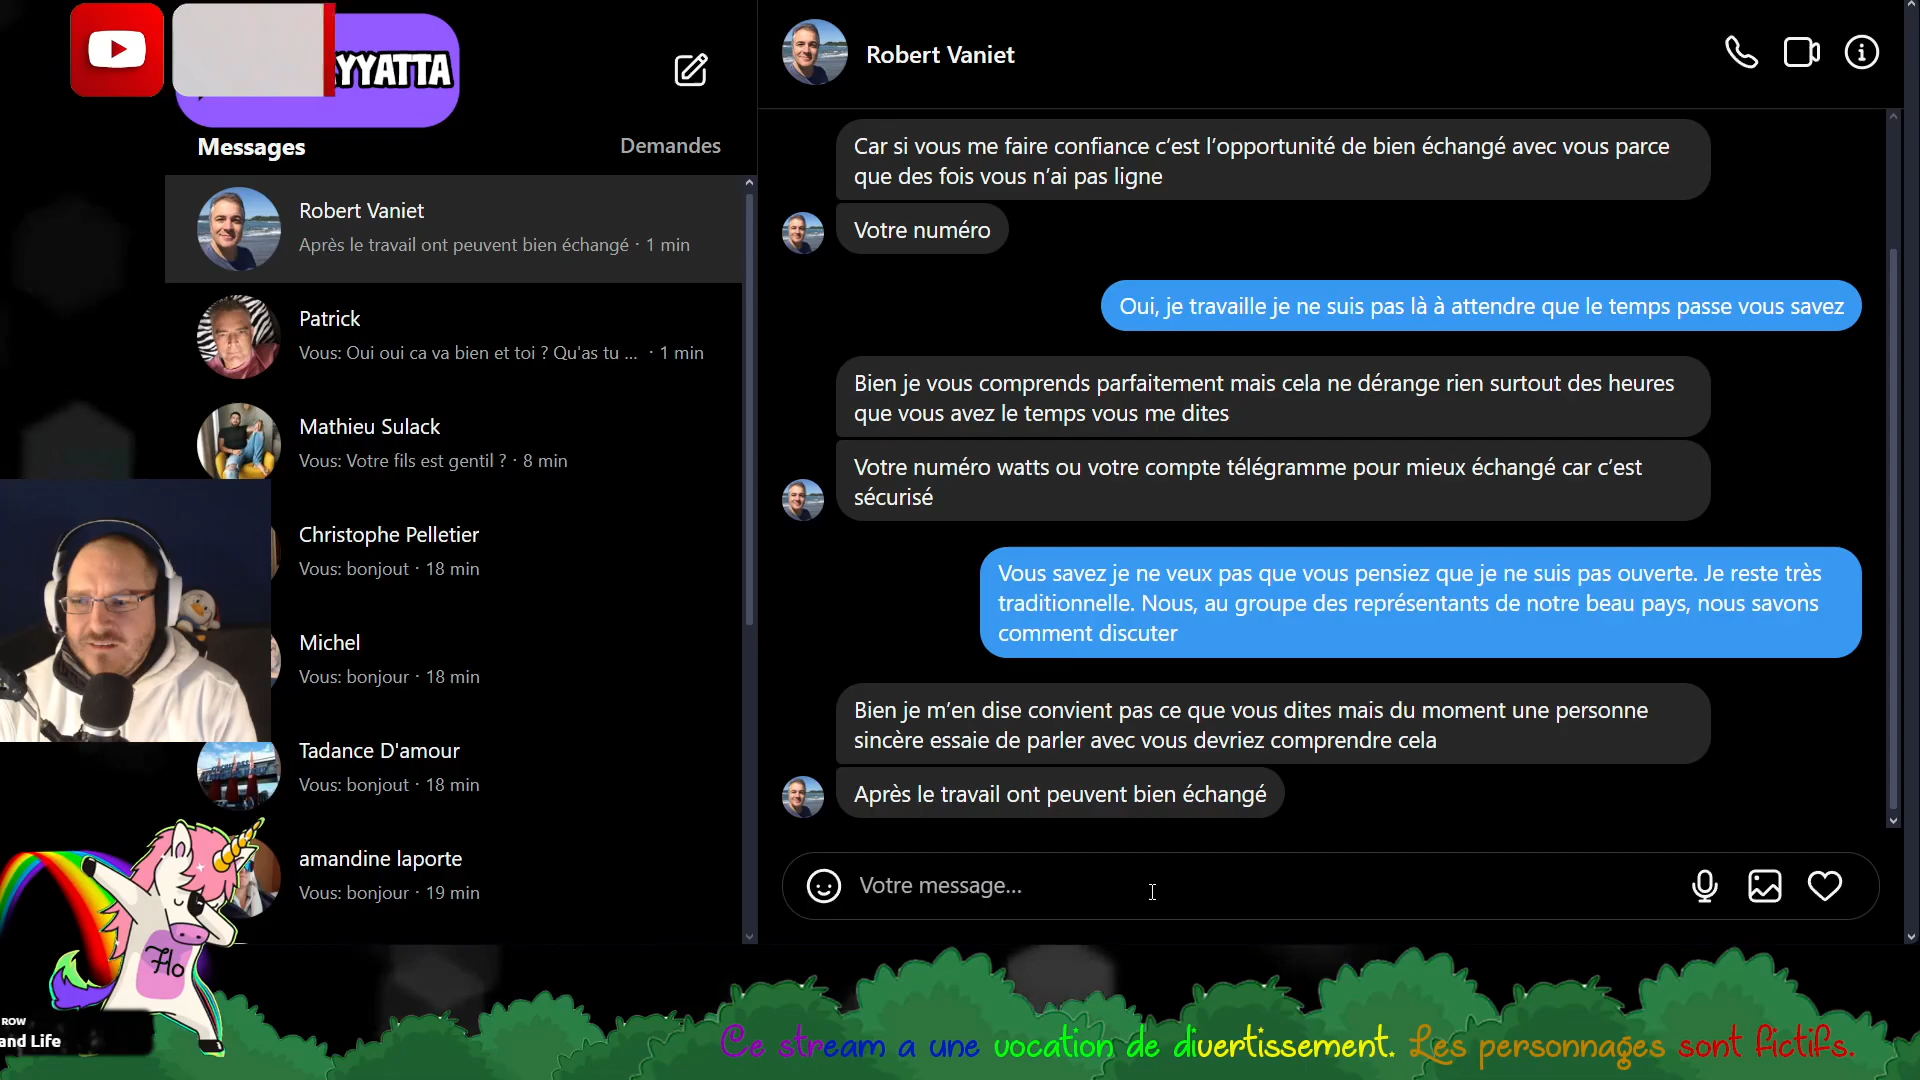 YYATTA
Messages
Demandes
Robert Vaniet
Après le travail ont peuvent bien échangé · 1 min
Patrick
Vous: Oui oui ca va bien et toi ? Qu'as tu ... · 1 min
Mathieu Sulack
Vous: Votre fils est gentil ? · 8 min
Christophe Pelletier
Vous: bonjout · 18 min
Michel
Vous: bonjour · 18 min
Tadance D'amour
Vous: bonjout · 18 min
amandine laporte
Vous: bonjour · 19 min
Flo
ROW
and Life
Robert Vaniet
Car si vous me faire confiance c’est l’opportunité de bien échangé avec vous parce
que des fois vous n’ai pas ligne
Votre numéro
Oui, je travaille je ne suis pas là à attendre que le temps passe vous savez
Bien je vous comprends parfaitement mais cela ne dérange rien surtout des heures
que vous avez le temps vous me dites
Votre numéro watts ou votre compte télégramme pour mieux échangé car c’est
sécurisé
Vous savez je ne veux pas que vous pensiez que je ne suis pas ouverte. Je reste très
traditionnelle. Nous, au groupe des représentants de notre beau pays, nous savons
comment discuter
Bien je m’en dise convient pas ce que vous dites mais du moment une personne
sincère essaie de parler avec vous devriez comprendre cela
Après le travail ont peuvent bien échangé
Votre message...
Ce stream a une vocation de divertissement. Les personnages sont fictifs.